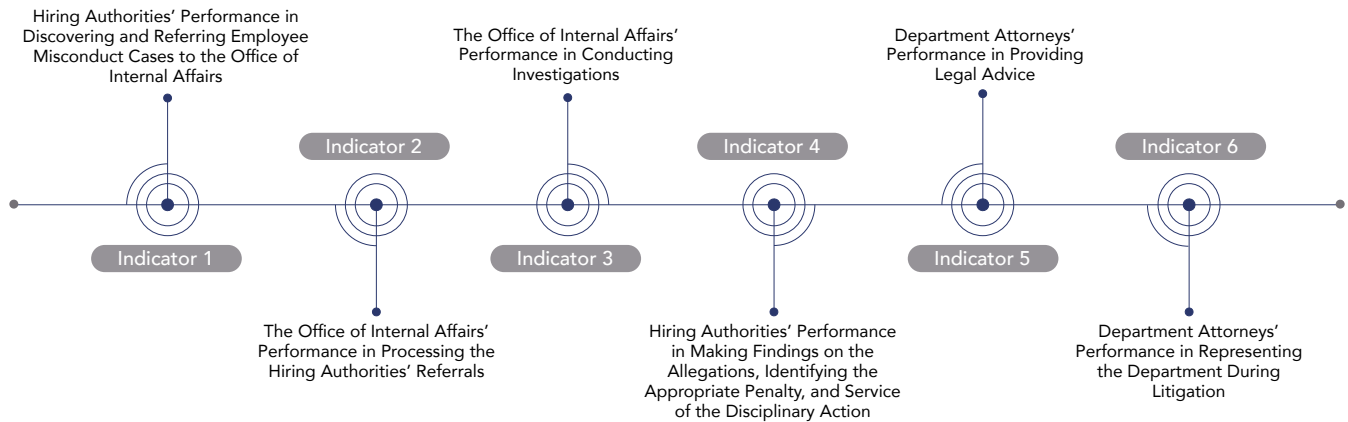 Hiring Authorities’ Performance in
Discovering and Referring Employee
Misconduct Cases to the Office of
Internal Affairs
Indicator 1
Indicator 2
The Office of Internal Affairs’
Performance in Processing the
Hiring Authorities’ Referrals
The Office of Internal Affairs’
Performance in Conducting
Investigations
Indicator 3
Indicator 4
Hiring Authorities’ Performance
in Making Findings on the
Allegations, Identifying the
Appropriate Penalty, and Service
of the Disciplinary Action
Department Attorneys’
Performance in Providing
Legal Advice
Indicator 5
Indicator 6
Department Attorneys’
Performance in Representing
the Department During
Litigation